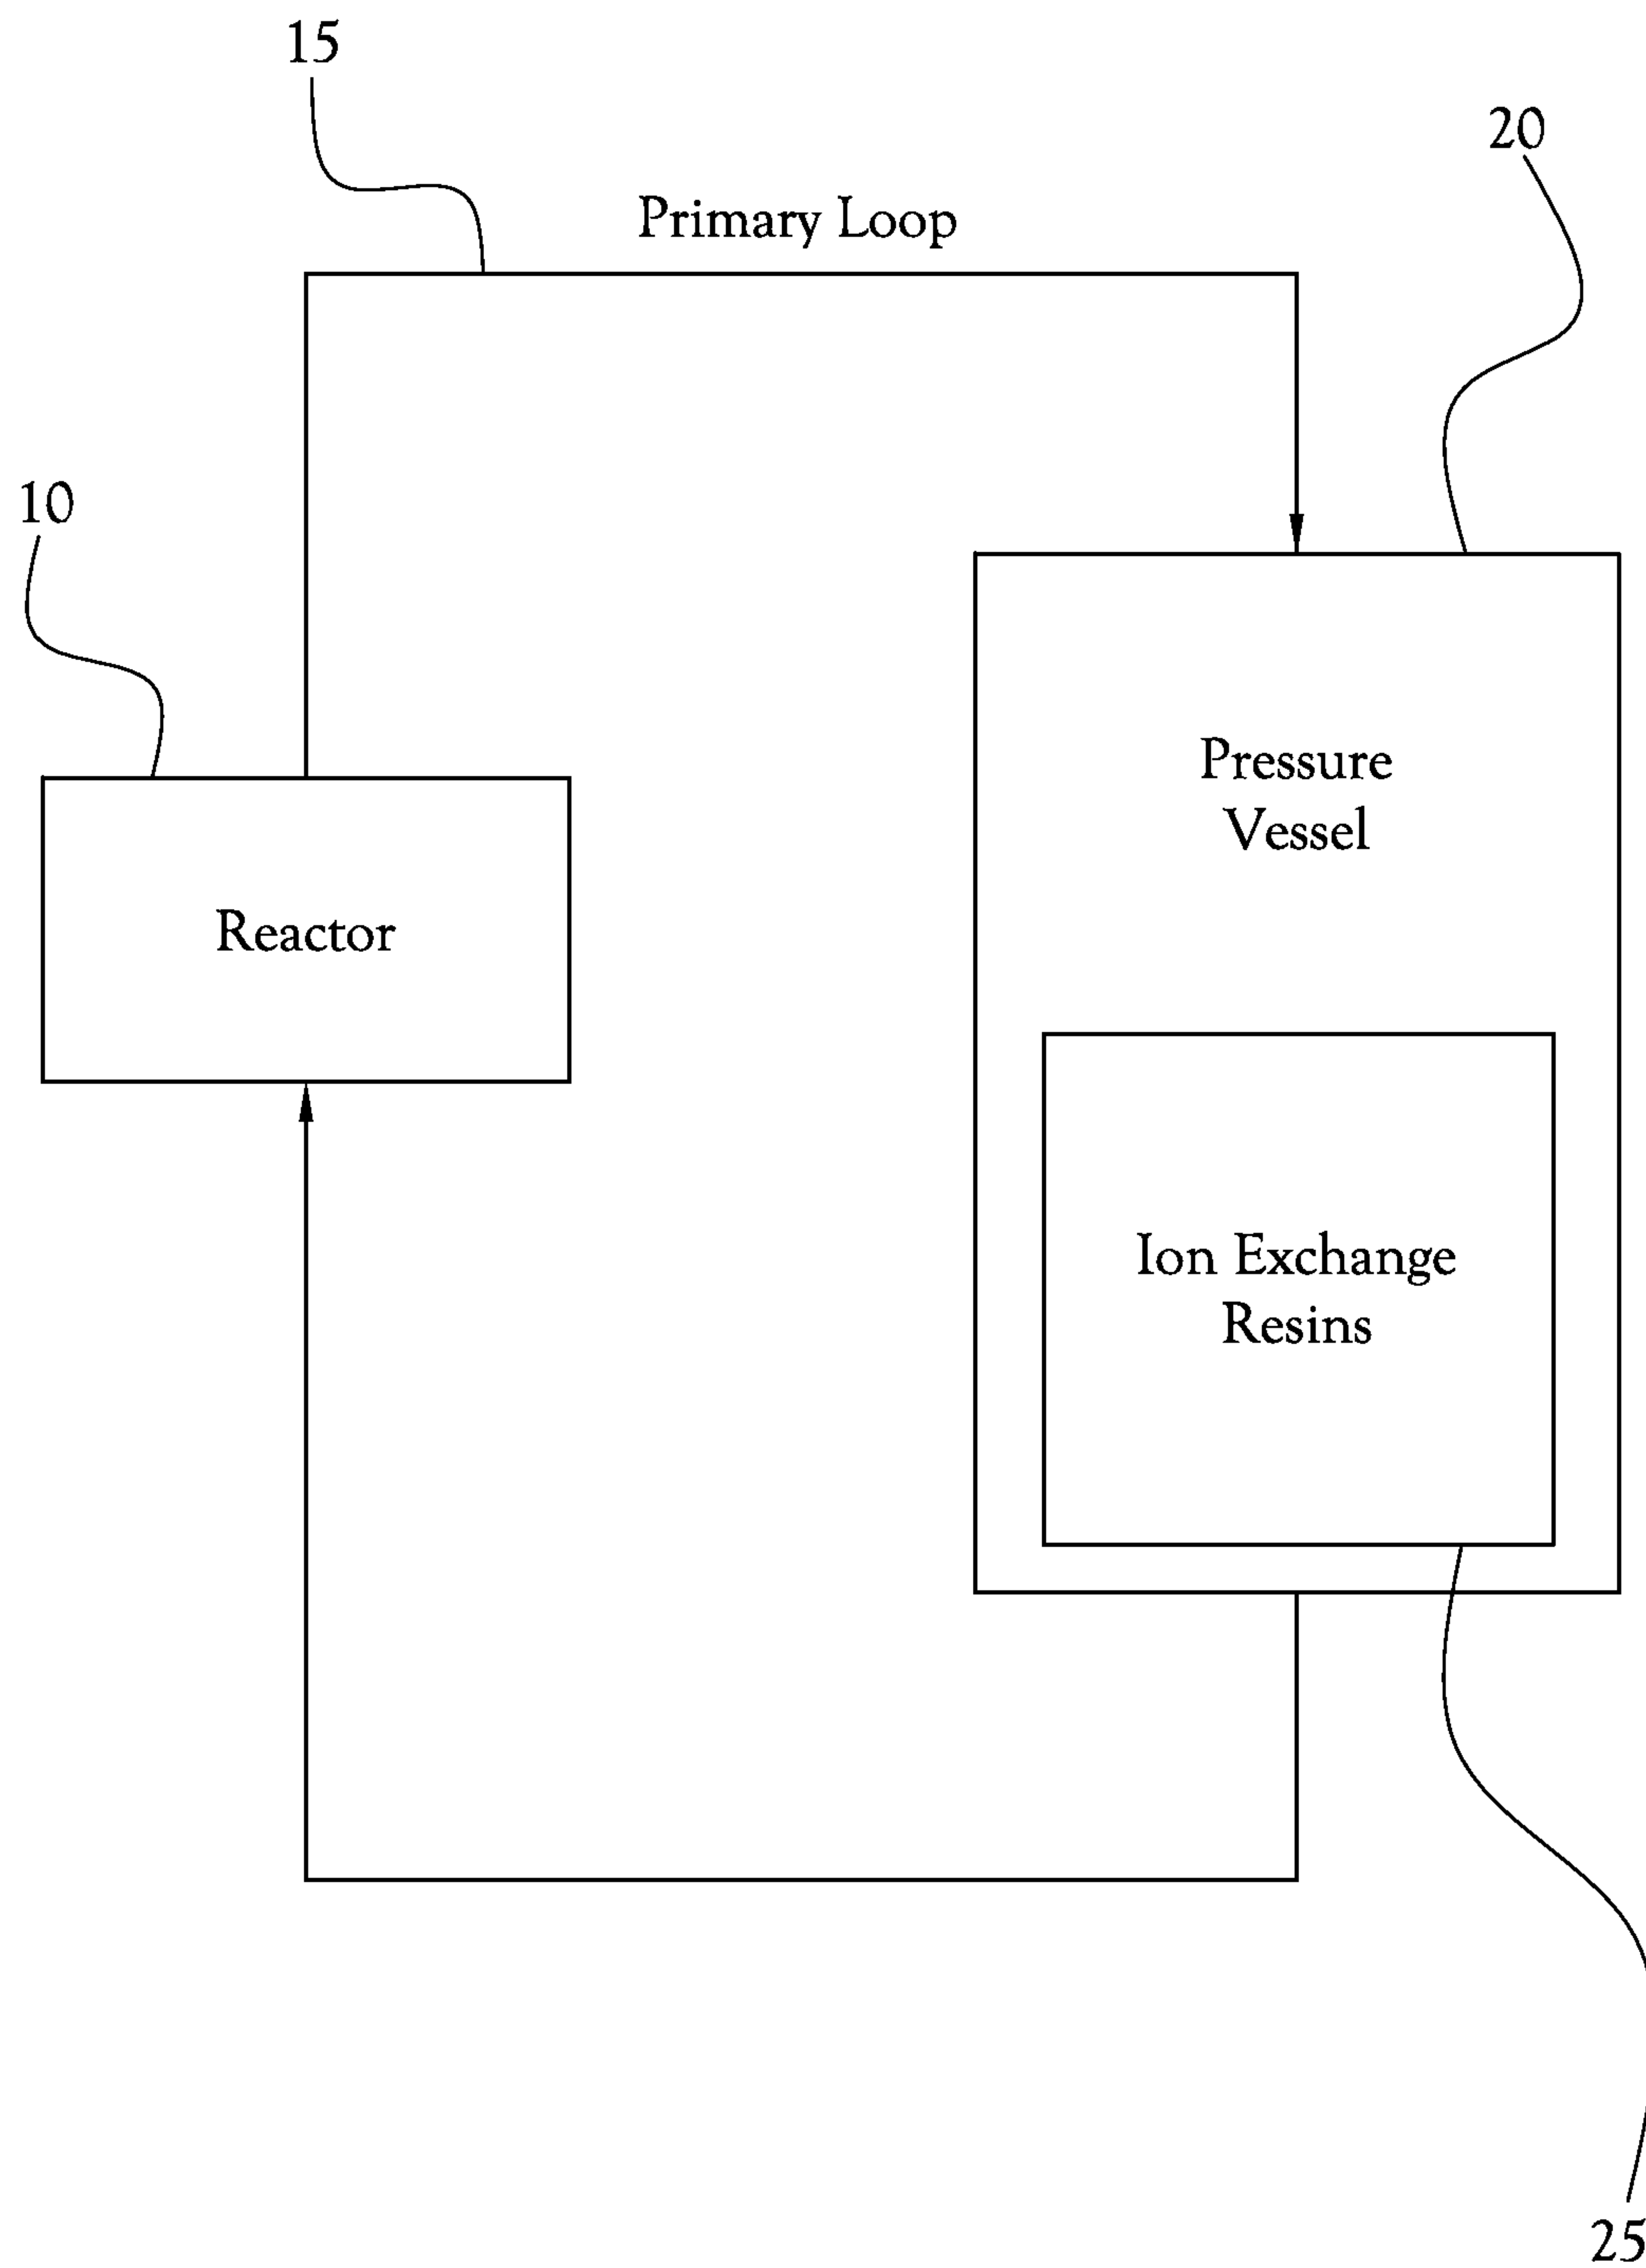 15
20
Primary Loop
10
Pressure
Vessel
Reactor
Ion Exchange
Resins
25